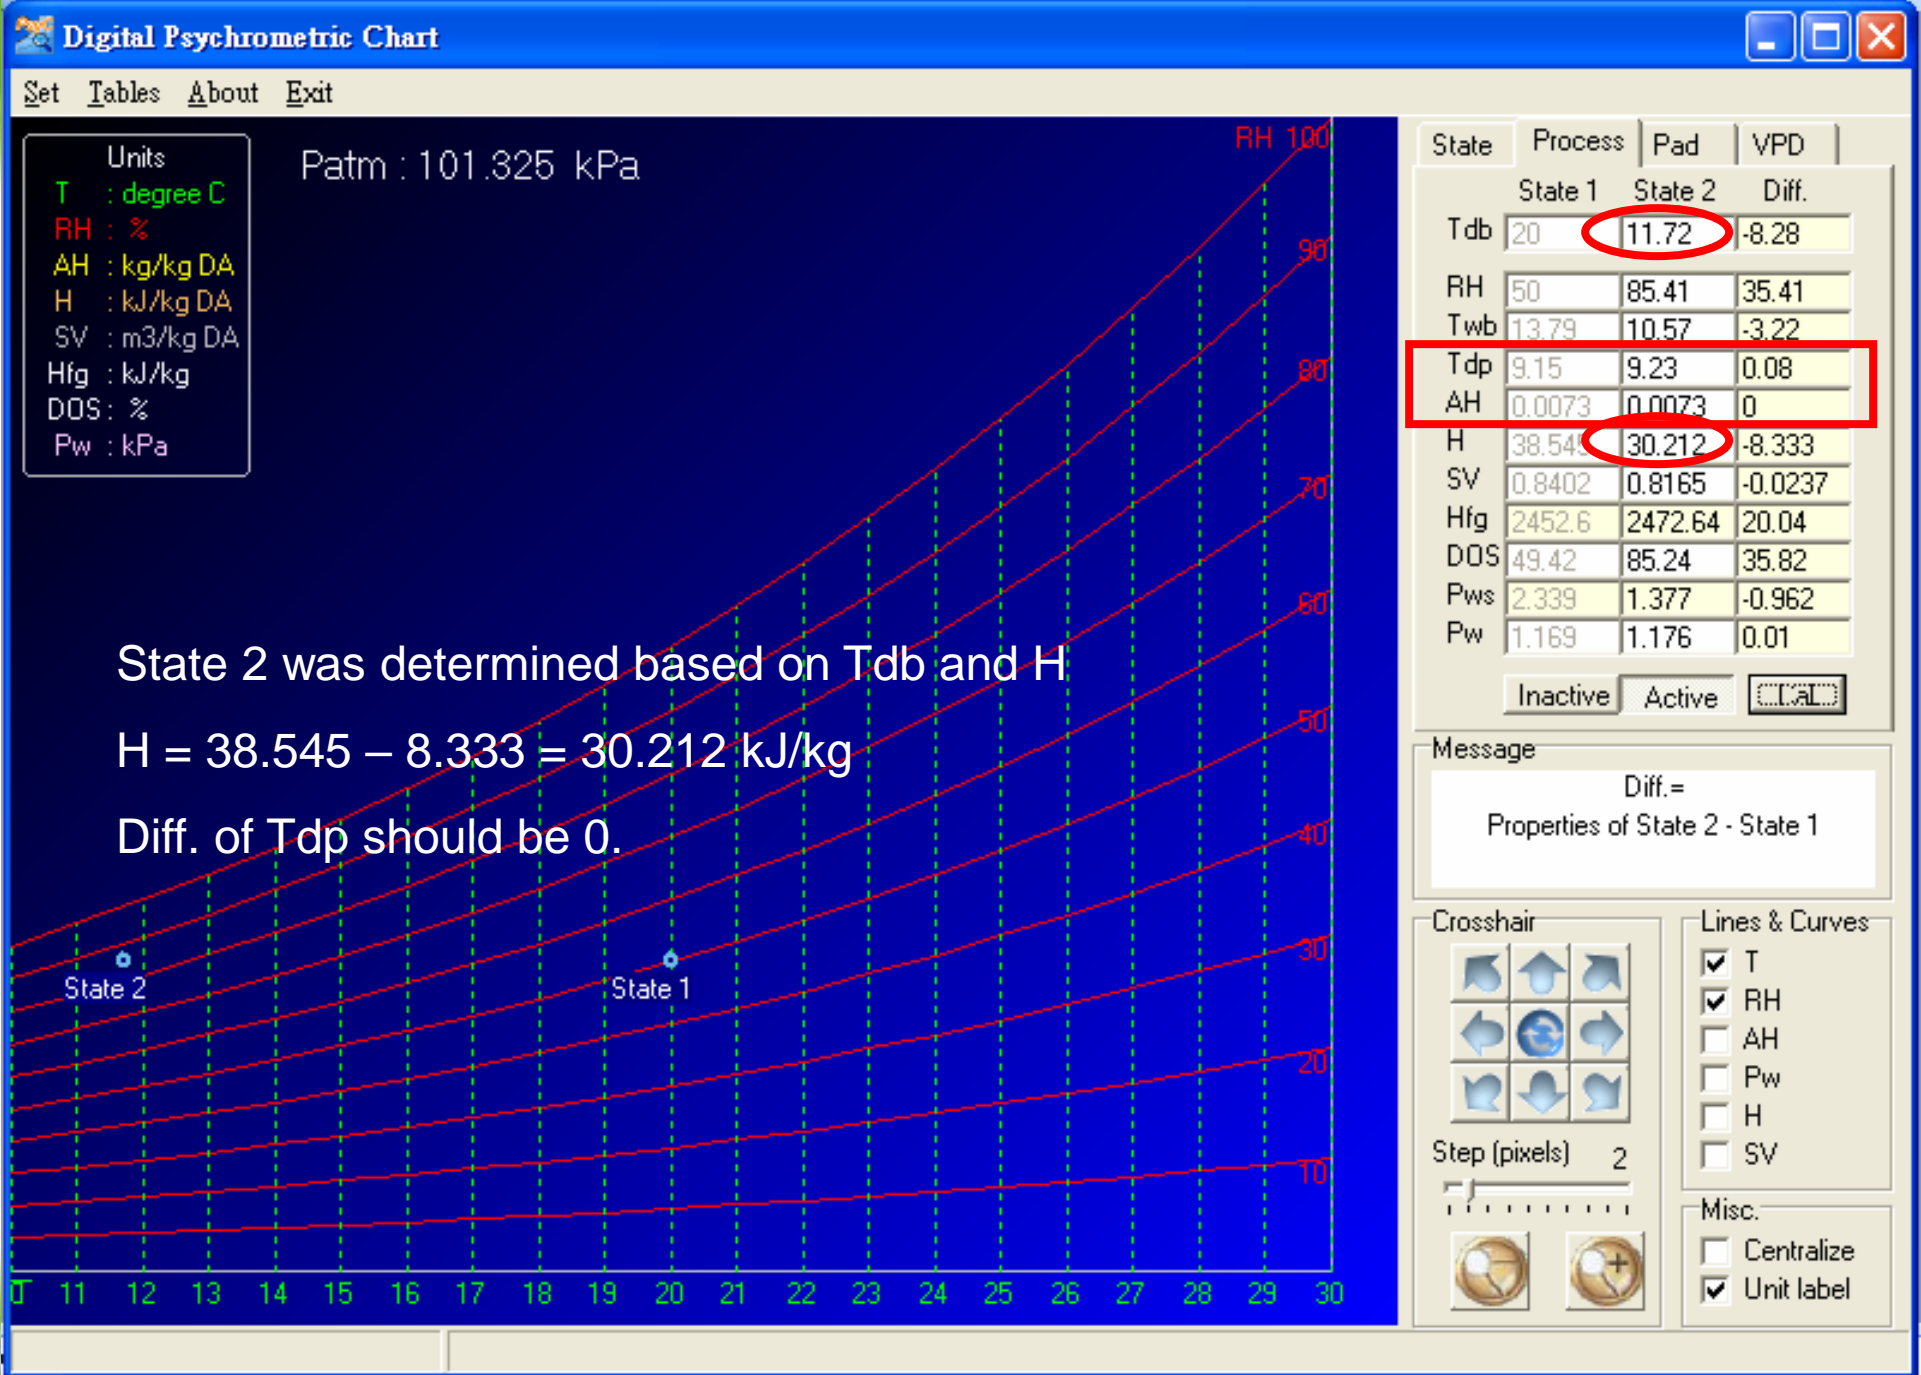 Digital Psychrometric Chart
Set Tables About Exit
Units
T : degree C
RH : %
AH : kg/kg DA
H : kJ/kg DA
SV : m3/kg DA
Hfg : kJ/kg
DOS : %
Pw : kPa
Patm : 101.325 kPa
RH 100
90
80
70
60
50
40
30
20
10
State 2 was determined based on Tdb and H
H = 38.545 – 8.333 = 30.212 kJ/kg
Diff. of Tdp should be 0.
State 2
State 1
11 12 13 14 15 16 17 18 19 20 21 22 23 24 25 26 27 28 29 30
State Process Pad VPD
State 1 State 2 Diff.
Tdb 20 11.72 -8.28
RH 50 85.41 35.41
Twb 13.79 10.57 -3.22
Tdp 9.15 9.23 0.08
AH 0.0073 0.0073 0
H 38.545 30.212 -8.333
SV 0.8402 0.8165 -0.0237
Hfg 2452.6 2472.64 20.04
DOS 49.42 85.24 35.82
Pws 2.339 1.377 -0.962
Pw 1.169 1.176 0.01
Inactive Active Cal
Message
Diff.=
Properties of State 2 - State 1
Crosshair
Step (pixels) 2
Lines & Curves
T
RH
AH
Pw
H
SV
Misc.
Centralize
Unit label